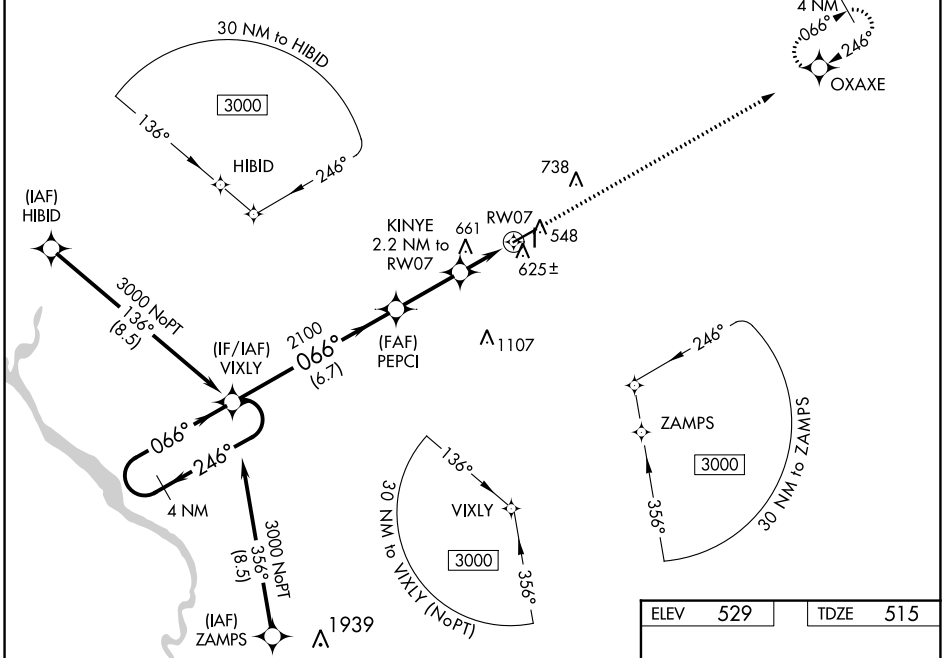 4 NM
066°
246°
OXAXE
30 NM to HIBID
3000
136°
HIBID
246°
738
(IAF)
HIBID
KINYE
2.2 NM to
RW07
661
RW07
548
625±
3000 NoPT
136°
(8.5)
(IF/IAF)
VIXLY
2100
066°
(6.7)
(FAF)
PEPCI
1107
246°
066°
246°
4 NM
ZAMPS
3000
356°
30 NM to ZAMPS
136°
VIXLY
3000
356°
30 NM to VIXLY (NoPT)
3000 NoPT
356°
(8.5)
(IAF)
ZAMPS
1939
ELEV 529
TDZE 515